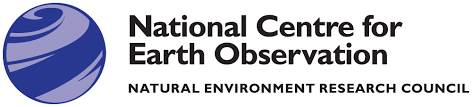 National Centre for
Earth Observation
NATURAL ENVIRONMENT RESEARCH COUNCIL